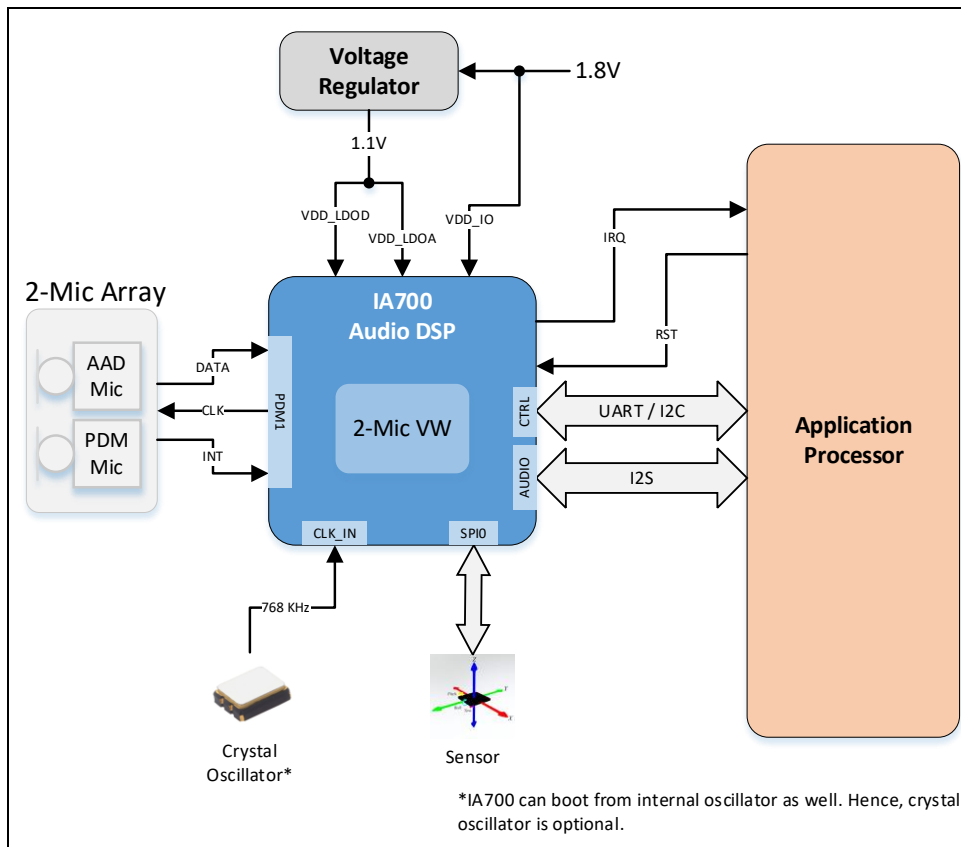 Voltage
Regulator
1.8V
1.1V
VDD_LDOD
VDD_LDOA
VDD_IO
IRQ
RST
2-Mic Array
AAD
Mic
PDM
Mic
DATA
CLK
INT
PDM1
IA700
Audio DSP
2-Mic VW
CTRL
AUDIO
UART / I2C
I2S
Application
Processor
CLK_IN
SPI0
768 KHz
Crystal
Oscillator*
Sensor
*IA700 can boot from internal oscillator as well. Hence, crystal
oscillator is optional.